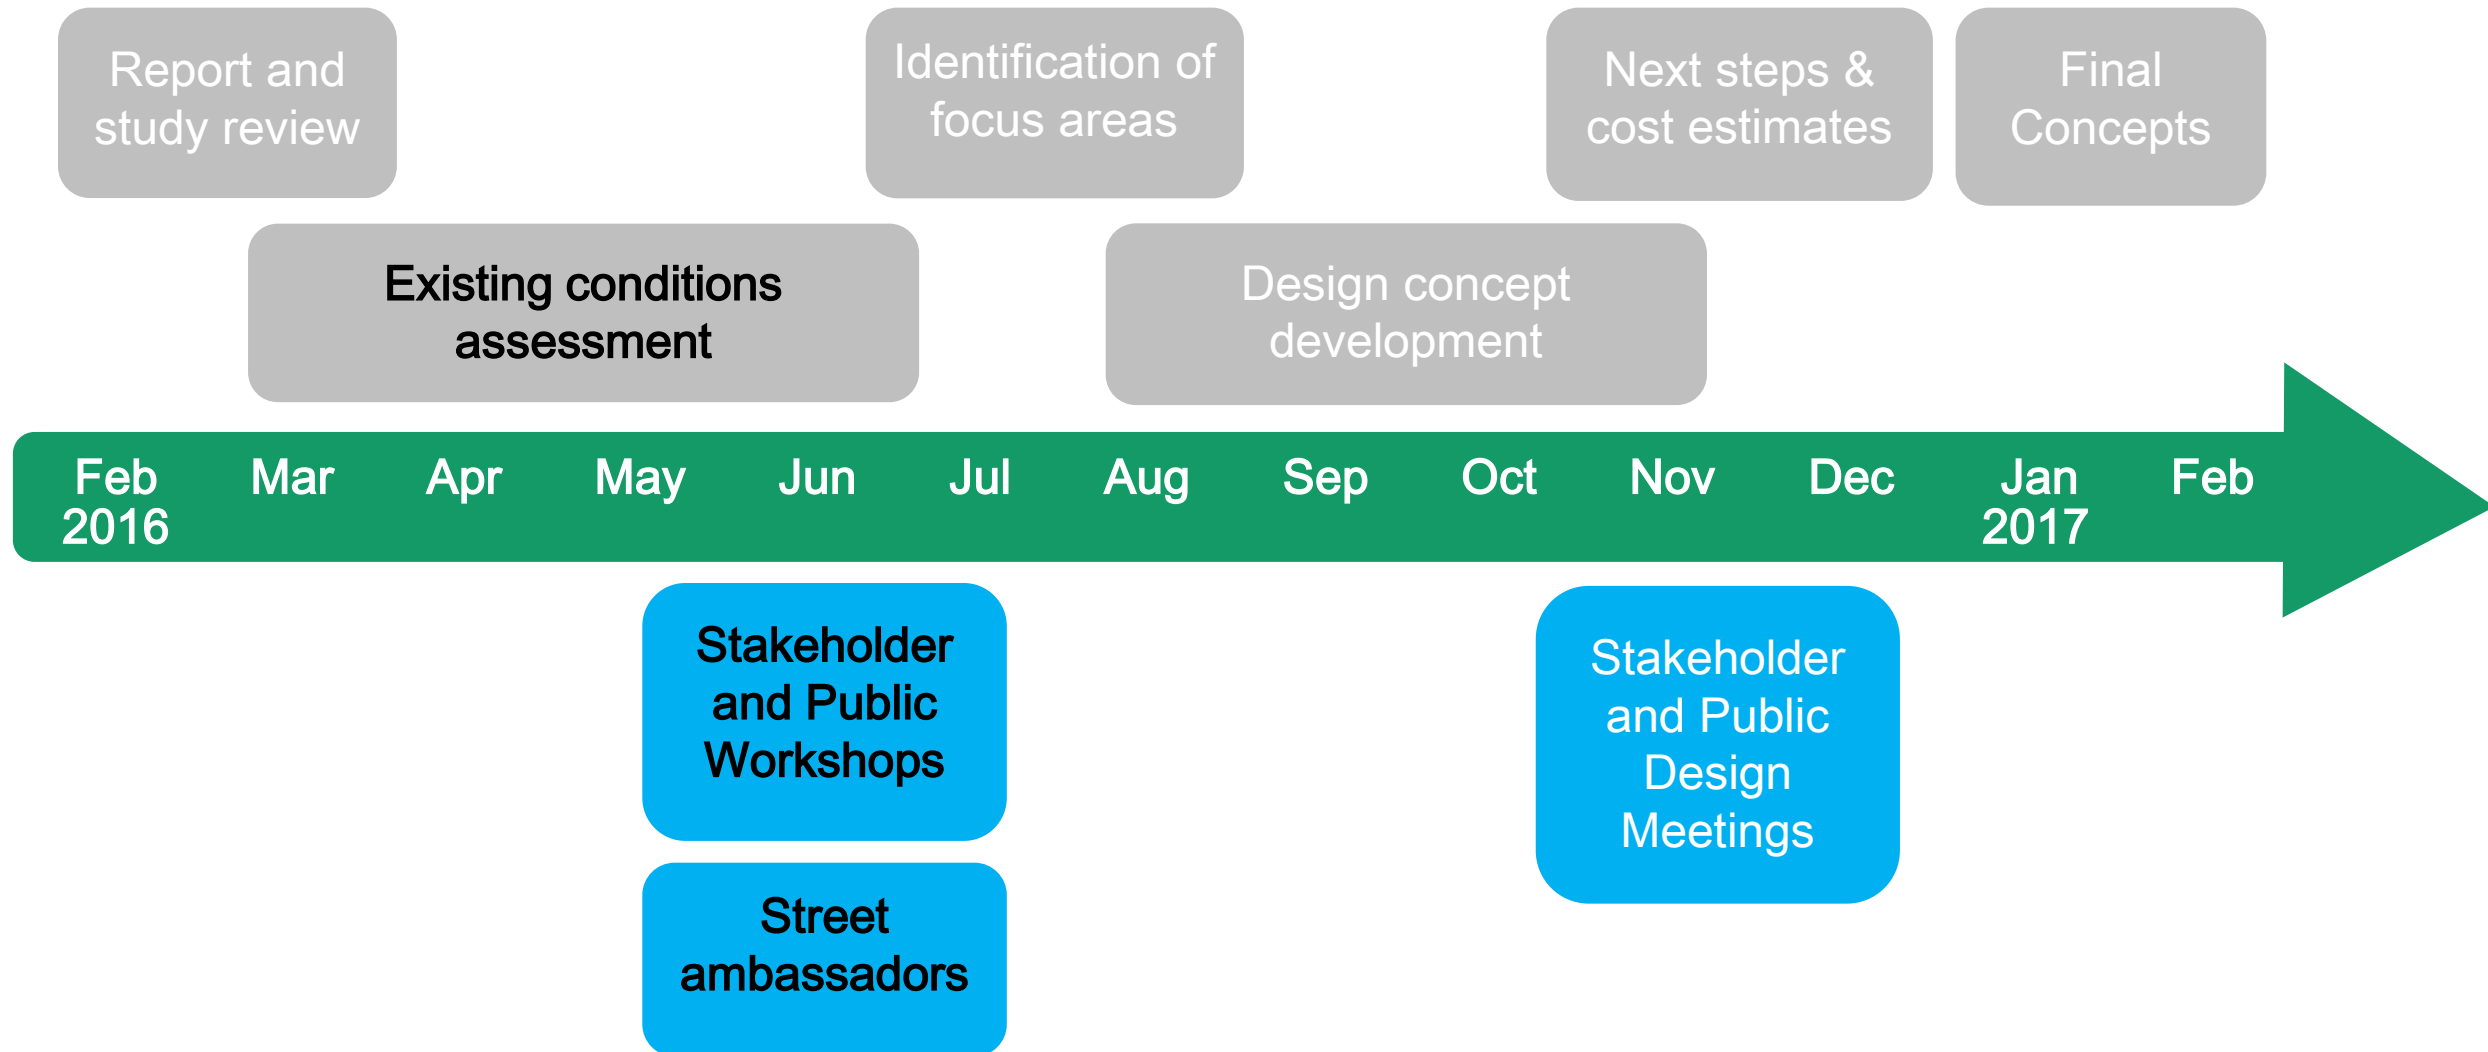 Report and
study review
Identification of
focus areas
Next steps &
cost estimates
Final
Concepts
Existing conditions
assessment
Design concept
development
Feb Mar Apr May Jun Jul Aug Sep Oct Nov Dec Jan Feb
2016 2017
Stakeholder
and Public
Workshops
Stakeholder
and Public
Design
Meetings
Street
ambassadors